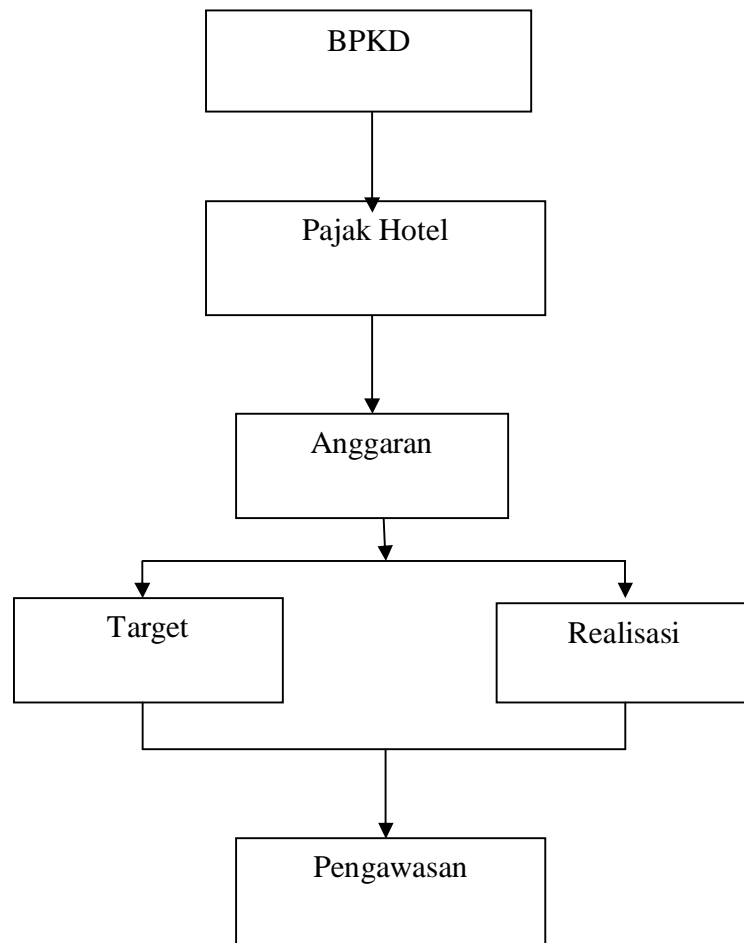 BPKD
Pajak Hotel
Anggaran
Target
Realisasi
Pengawasan